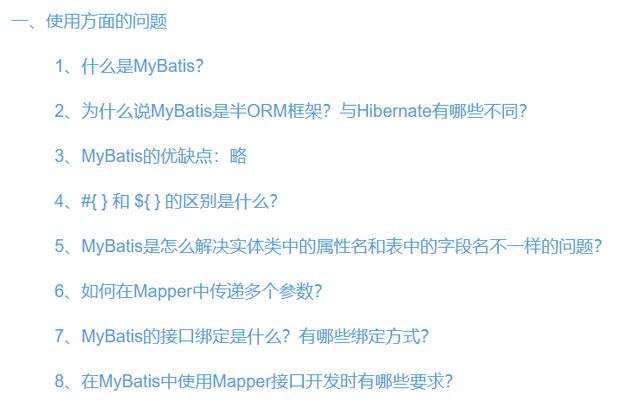 一、使用方面的问题
1、什么是MyBatis?
2、为什么说MyBatis是半ORM框架？与Hibernate有哪些不同?
3、MyBatis的优缺点：略
4、#{ } 和 ${ } 的区别是什么?
5、MyBatis是怎么解决实体类中的属性名和表中的字段名不一样的问题?
6、如何在Mapper中传递多个参数?
7、MyBatis的接口绑定是什么？有哪些绑定方式?
8、在MyBatis中使用Mapper接口开发时有哪些要求?